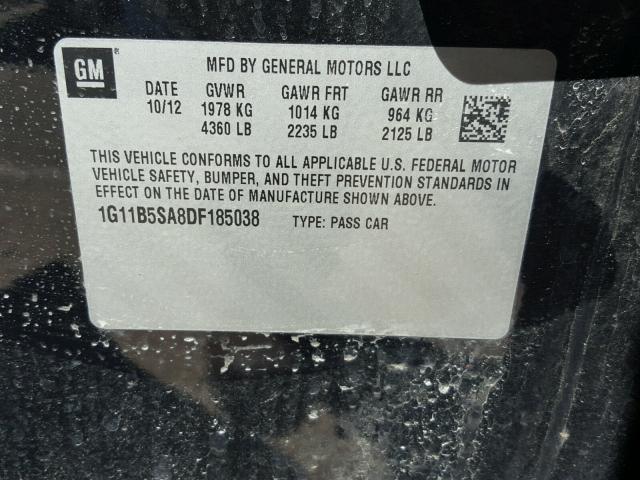 GM®
MFD BY GENERAL MOTORS LLC
DATE GVWR GAWR FRT GAWR RR
10/12 1978 KG 1014 KG 964 KG
4360 LB 2235 LB 2125 LB
THIS VEHICLE CONFORMS TO ALL APPLICABLE U.S. FEDERAL MOTOR
VEHICLE SAFETY, BUMPER, AND THEFT PREVENTION STANDARDS IN
EFFECT ON THE DATE OF MANUFACTURE SHOWN ABOVE.
1G11B5SA8DF185038 TYPE: PASS CAR